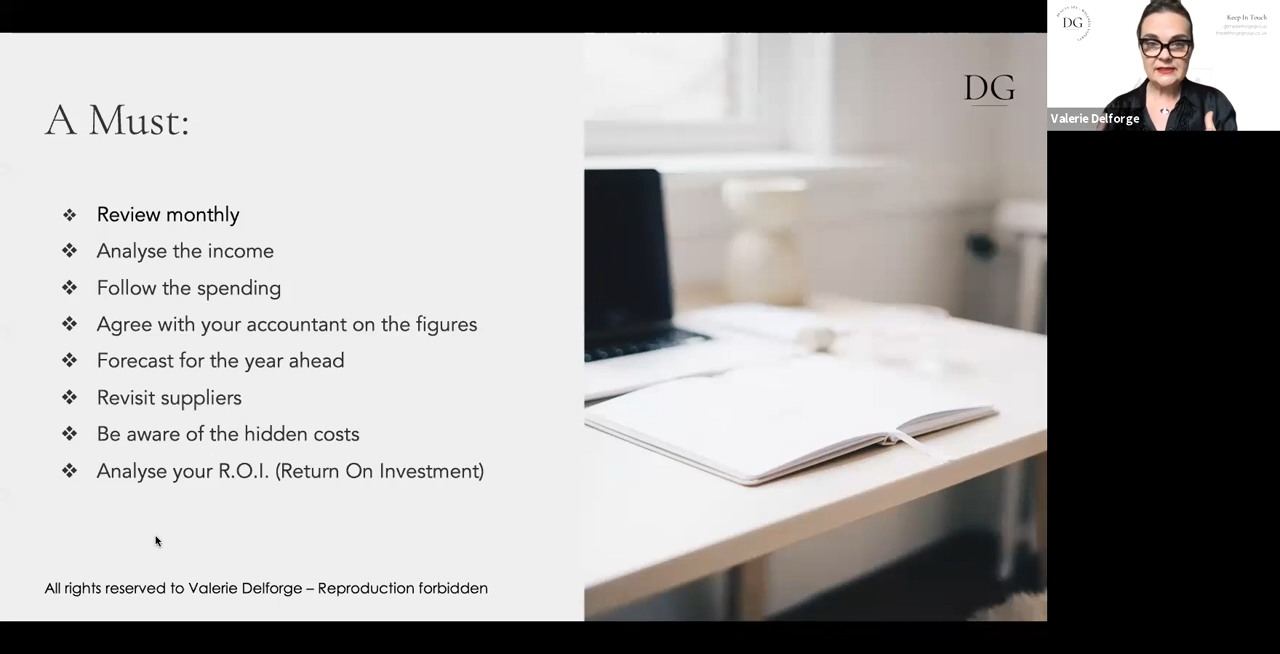 A Must:
Review monthly
Analyse the income
Follow the spending
Agree with your accountant on the figures
Forecast for the year ahead
Revisit suppliers
Be aware of the hidden costs
Analyse your R.O.I. (Return On Investment)
All rights reserved to Valerie Delforge – Reproduction forbidden
DG
DG
Keep In Touch
Valerie Delforge